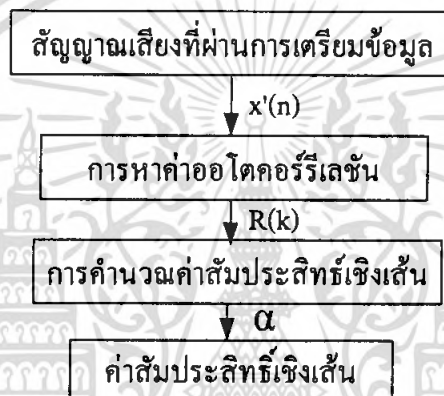 สัญญาณเสียงที่ผ่านการเตรียมข้อมูล
x'(n)
การหาค่าออโตคอร์รีเลชัน
R(k)
การคำนวณค่าสัมประสิทธ์เชิงเส้น
α
ค่าสัมประสิทธิ์เชิงเส้น